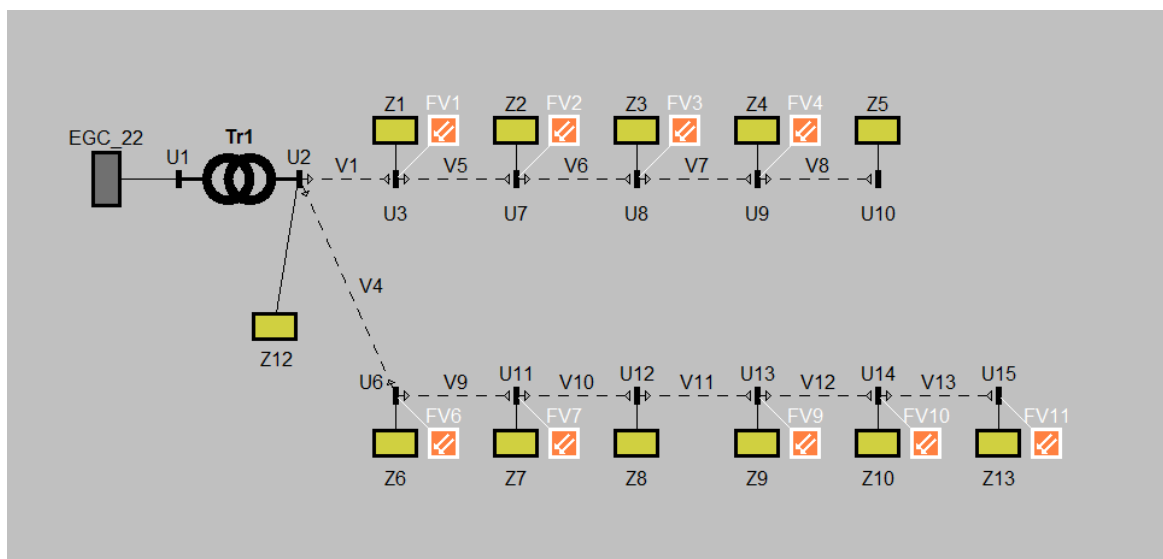 Z1 FV1 Z2 FV2 Z3 FV3 Z4 FV4 Z5
EGC_22 Tr1
U1 U2 V1 V5 V6 V7 V8
U3 U7 U8 U9 U10
V4
Z12
U6 V9 U11 V10 U12 V11 U13 V12 U14 V13 U15
FV6 FV7 FV9 FV10 FV11
Z6 Z7 Z8 Z9 Z10 Z13